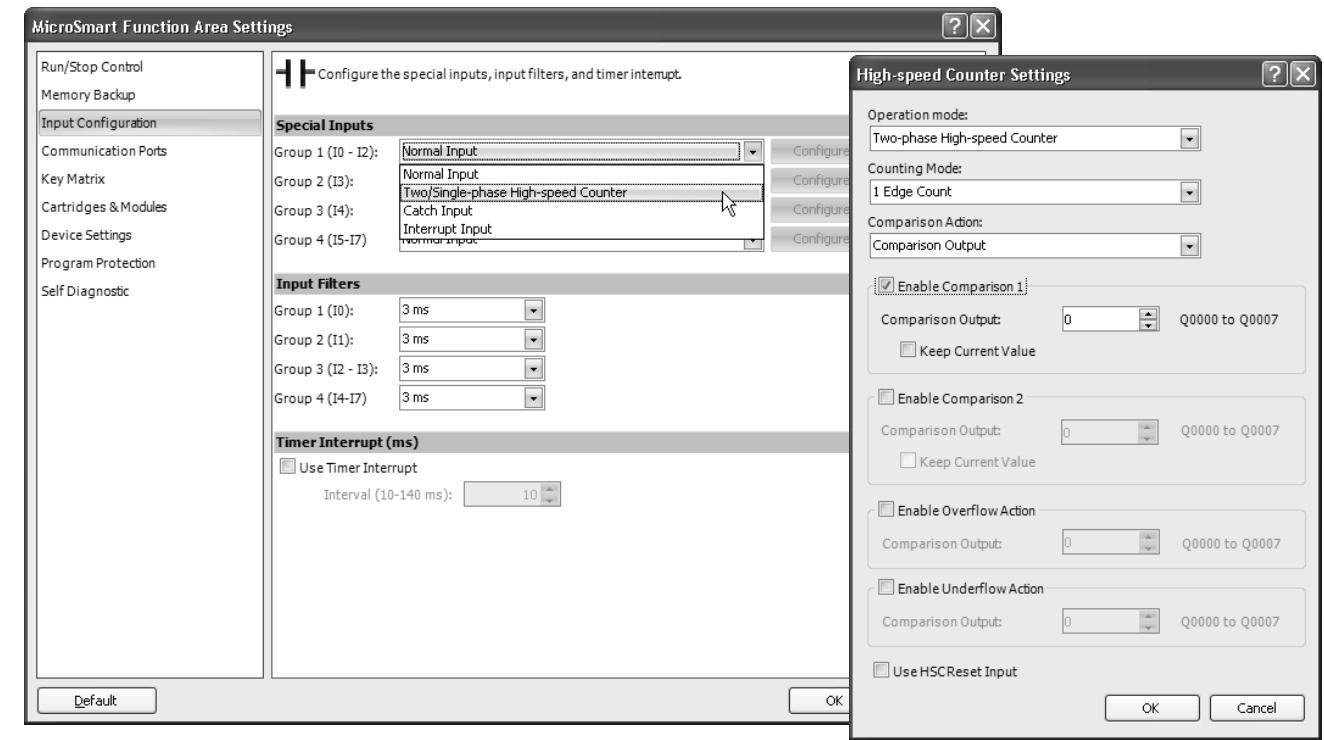 MicroSmart Function Area Settings
Run/Stop Control
Memory Backup
Input Configuration
Communication Ports
Key Matrix
Cartridges & Modules
Device Settings
Program Protection
Self Diagnostic
Configure the special inputs, input filters, and timer interrupt.
Special Inputs
Group 1 (I0 - I2): Normal Input Configure
Normal Input
Group 2 (I3): Two/Single-phase High-speed Counter Configure
Group 3 (I4): Catch Input Configure
Interrupt Input
Group 4 (I5-I7) Normal Input Configure
Input Filters
Group 1 (I0): 3 ms
Group 2 (I1): 3 ms
Group 3 (I2 - I3): 3 ms
Group 4 (I4-I7) 3 ms
Timer Interrupt (ms)
Use Timer Interrupt
Interval (10-140 ms): 10
Default
OK
High-speed Counter Settings
Operation mode:
Two-phase High-speed Counter
Counting Mode:
1 Edge Count
Comparison Action:
Comparison Output
Enable Comparison 1
Comparison Output: 0 Q0000 to Q0007
Keep Current Value
Enable Comparison 2
Comparison Output: 0 Q0000 to Q0007
Keep Current Value
Enable Overflow Action
Comparison Output: 0 Q0000 to Q0007
Enable Underflow Action
Comparison Output: 0 Q0000 to Q0007
Use HSC Reset Input
OK Cancel